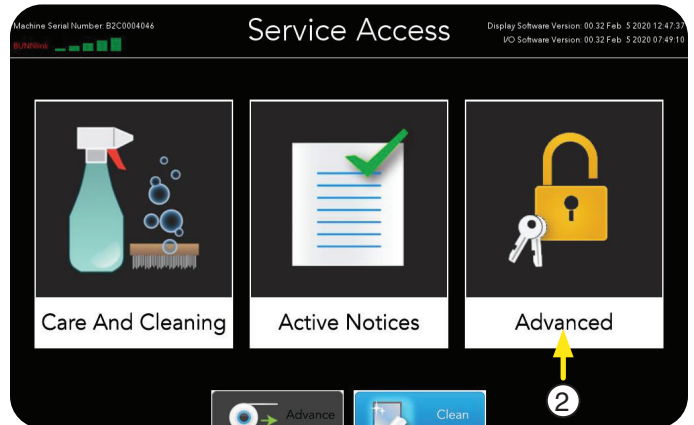 Machine Serial Number: B2C0004046
Service Access
Display Software Version: 00.32 Feb 5 2020 12:47:37
I/O Software Version: 00.32 Feb 5 2020 07:49:10
BUNNlink
Care And Cleaning
Active Notices
Advanced
Advance
Clean
2